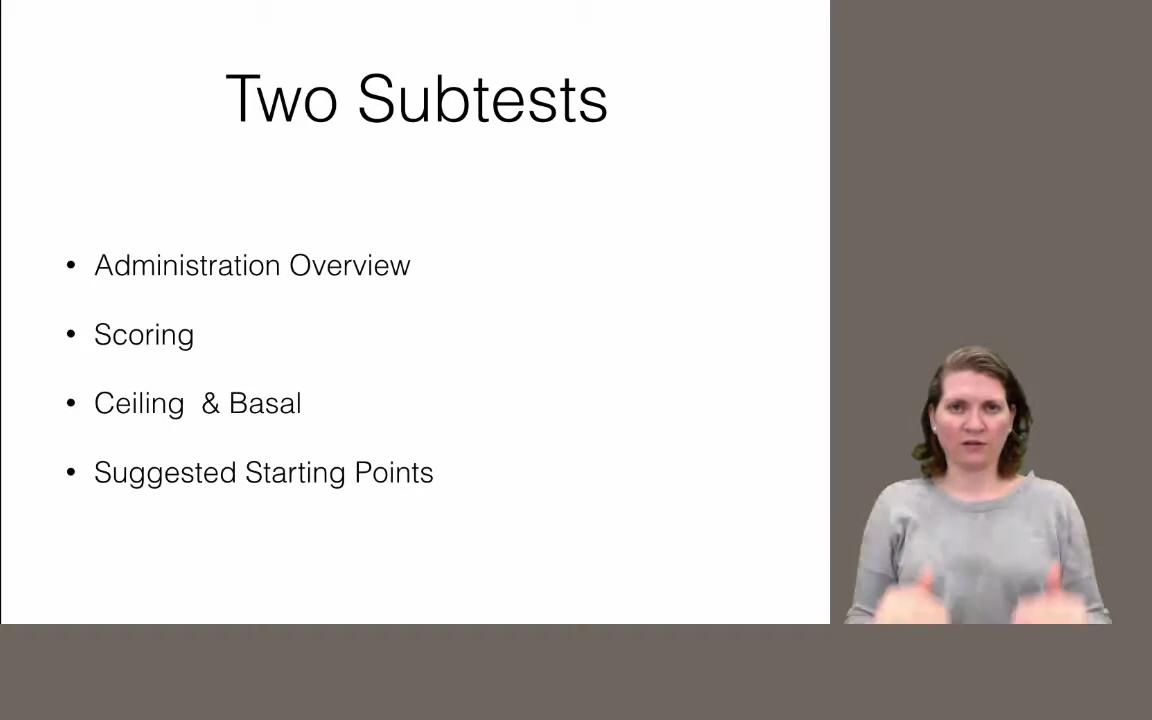 Two Subtests
• Administration Overview
• Scoring
• Ceiling  & Basal
• Suggested Starting Points